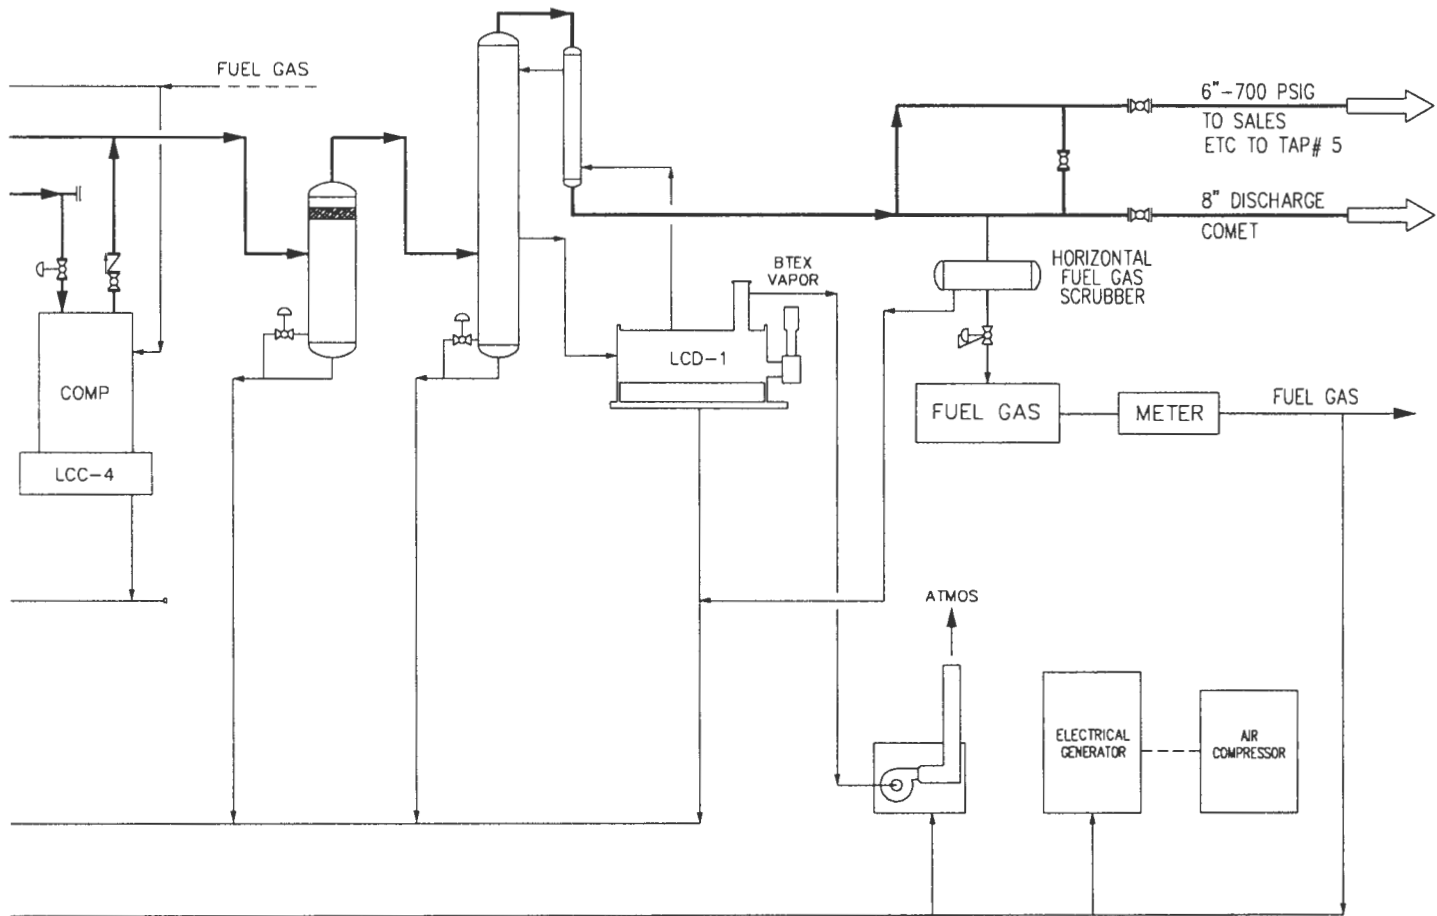 FUEL GAS
6"-700 PSIG
TO SALES
ETC TO TAP# 5
8" DISCHARGE
COMET
HORIZONTAL
FUEL GAS
SCRUBBER
BTEX
VAPOR
LCD-1
COMP
LCC-4
FUEL GAS
METER
FUEL GAS
ATMOS
ELECTRICAL
GENERATOR
AIR
COMPRESSOR